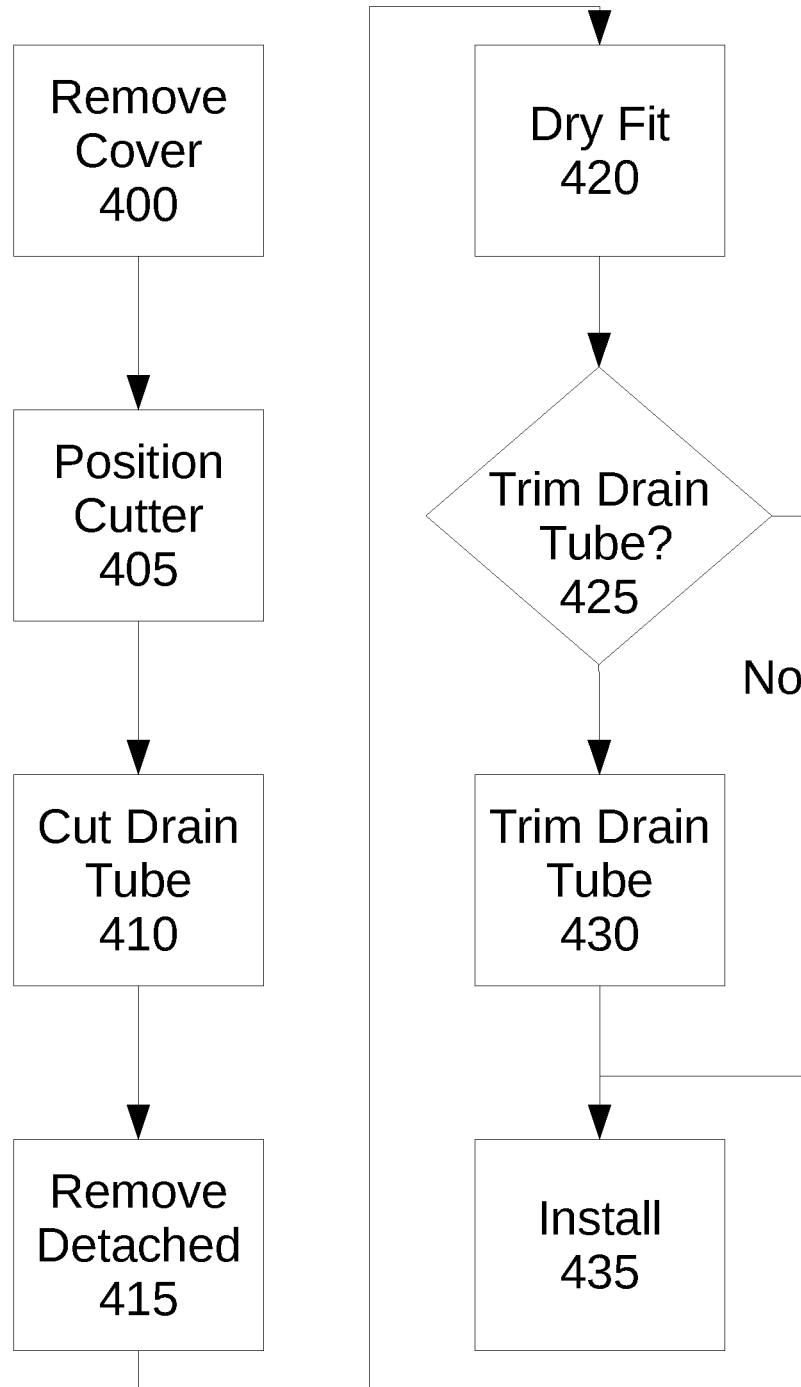 Remove
Cover
400
Position
Cutter
405
Cut Drain
Tube
410
Remove
Detached
415
Dry Fit
420
Trim Drain
Tube?
425
No
Trim Drain
Tube
430
Install
435